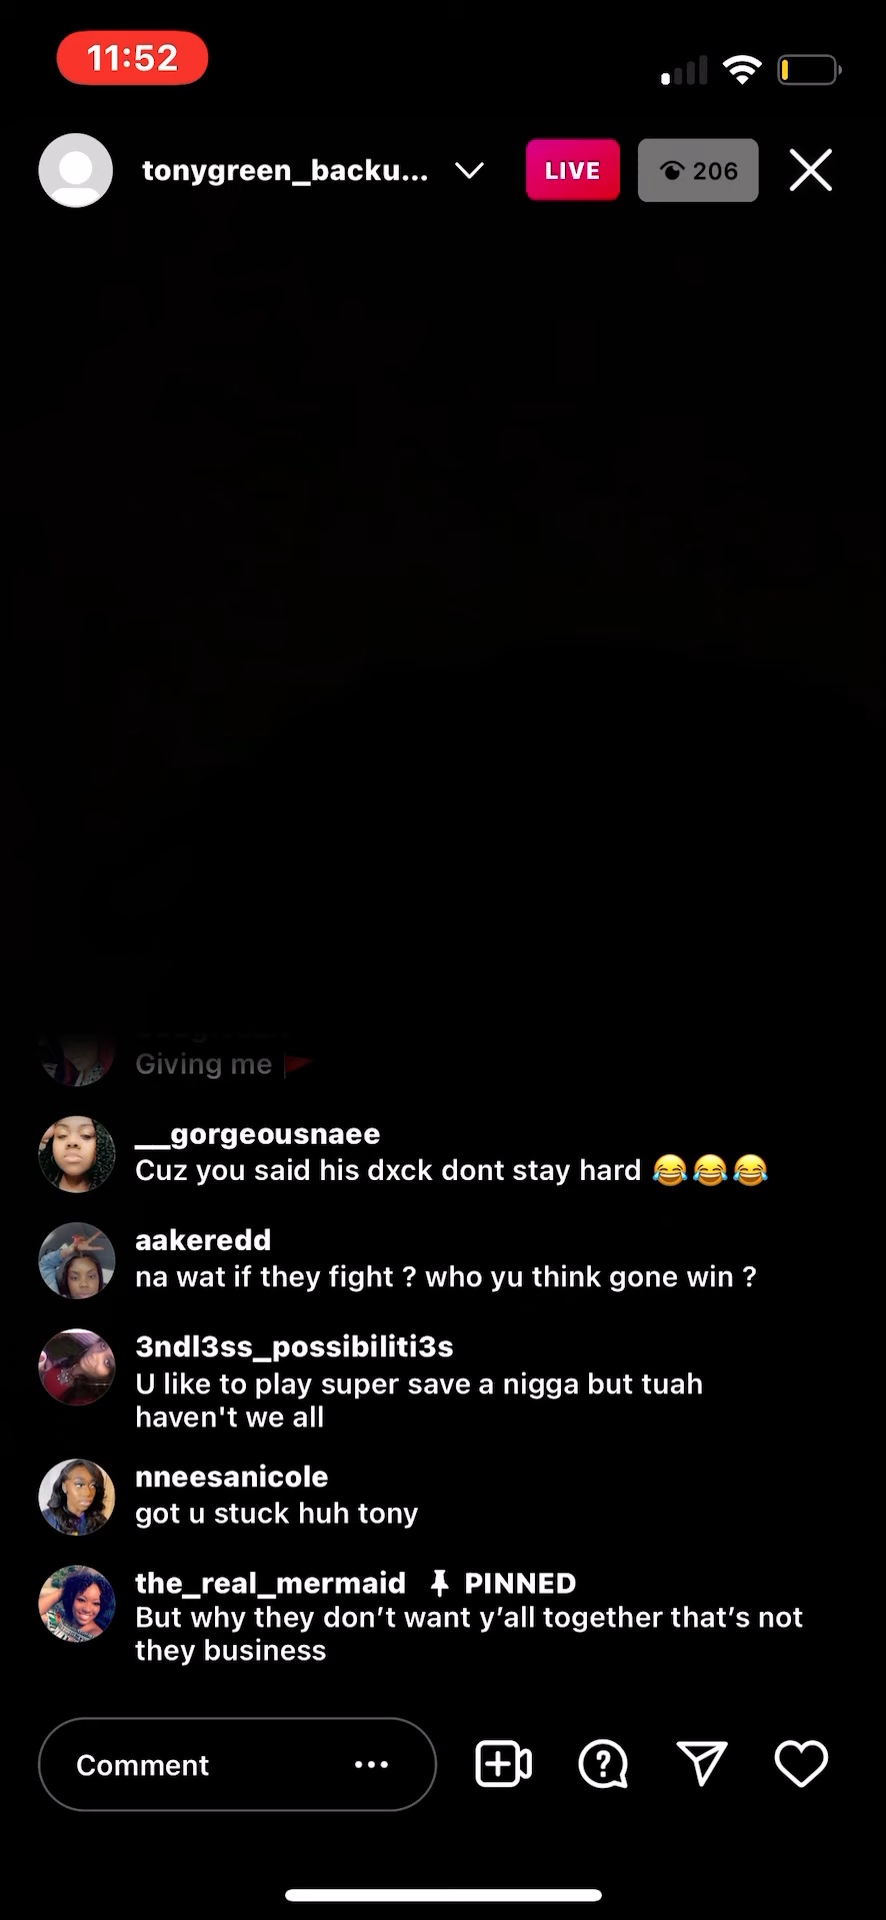 11:52
tonygreen_backu...
LIVE
206
Giving me 🚩
__gorgeousnaee
Cuz you said his dxck dont stay hard 😂😂😂
aakeredd
na wat if they fight ? who yu think gone win ?
3ndl3ss_possibiliti3s
U like to play super save a nigga but tuah
haven't we all
nneesanicole
got u stuck huh tony
the_real_mermaid PINNED
But why they don’t want y’all together that’s not
they business
Comment